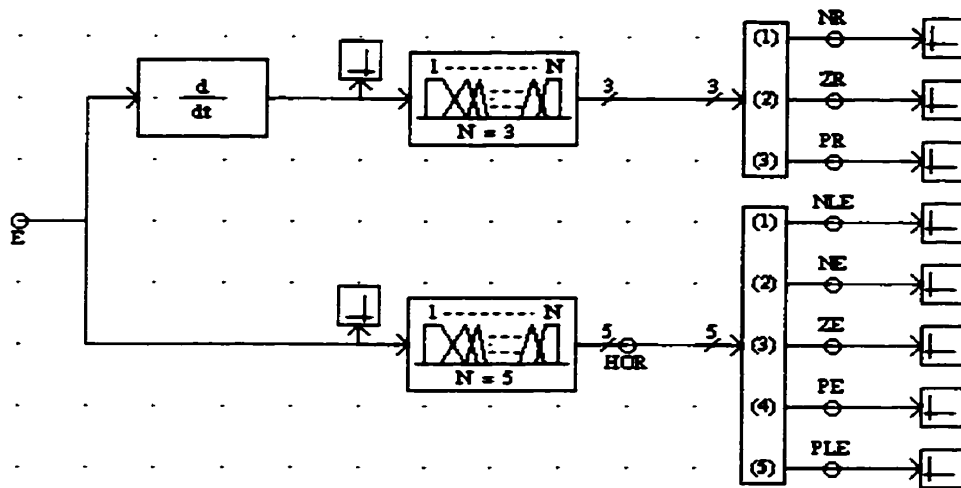 d
dt
1 --------- N
N = 3
3
3
(1)
(2)
(3)
NR
ZR
PR
E
1 --------- N
N = 5
5
HOR
5
(1)
(2)
(3)
(4)
(5)
NLE
NE
ZE
PE
PLE